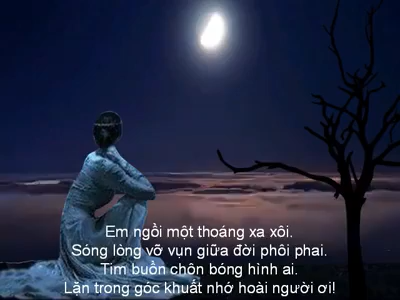 Em ngồi một thoáng xa xôi.
Sóng lòng vỡ vụn giữa đời phôi phai.
Tim buồn chôn bóng hình ai.
Lặn trong góc khuất nhớ hoài người ơi!